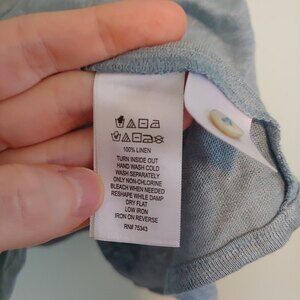 100% LINEN
TURN INSIDE OUT
HAND WASH COLD
WASH SEPARATELY
ONLY NON-CHLORINE
BLEACH WHEN NEEDED
RESHAPE WHILE DAMP
DRY FLAT
LOW IRON
IRON ON REVERSE
RN# 75343